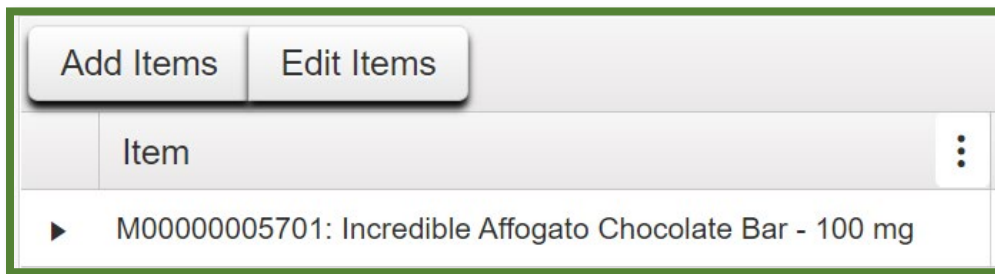 Add Items Edit Items
Item
M00000005701: Incredible Affogato Chocolate Bar - 100 mg